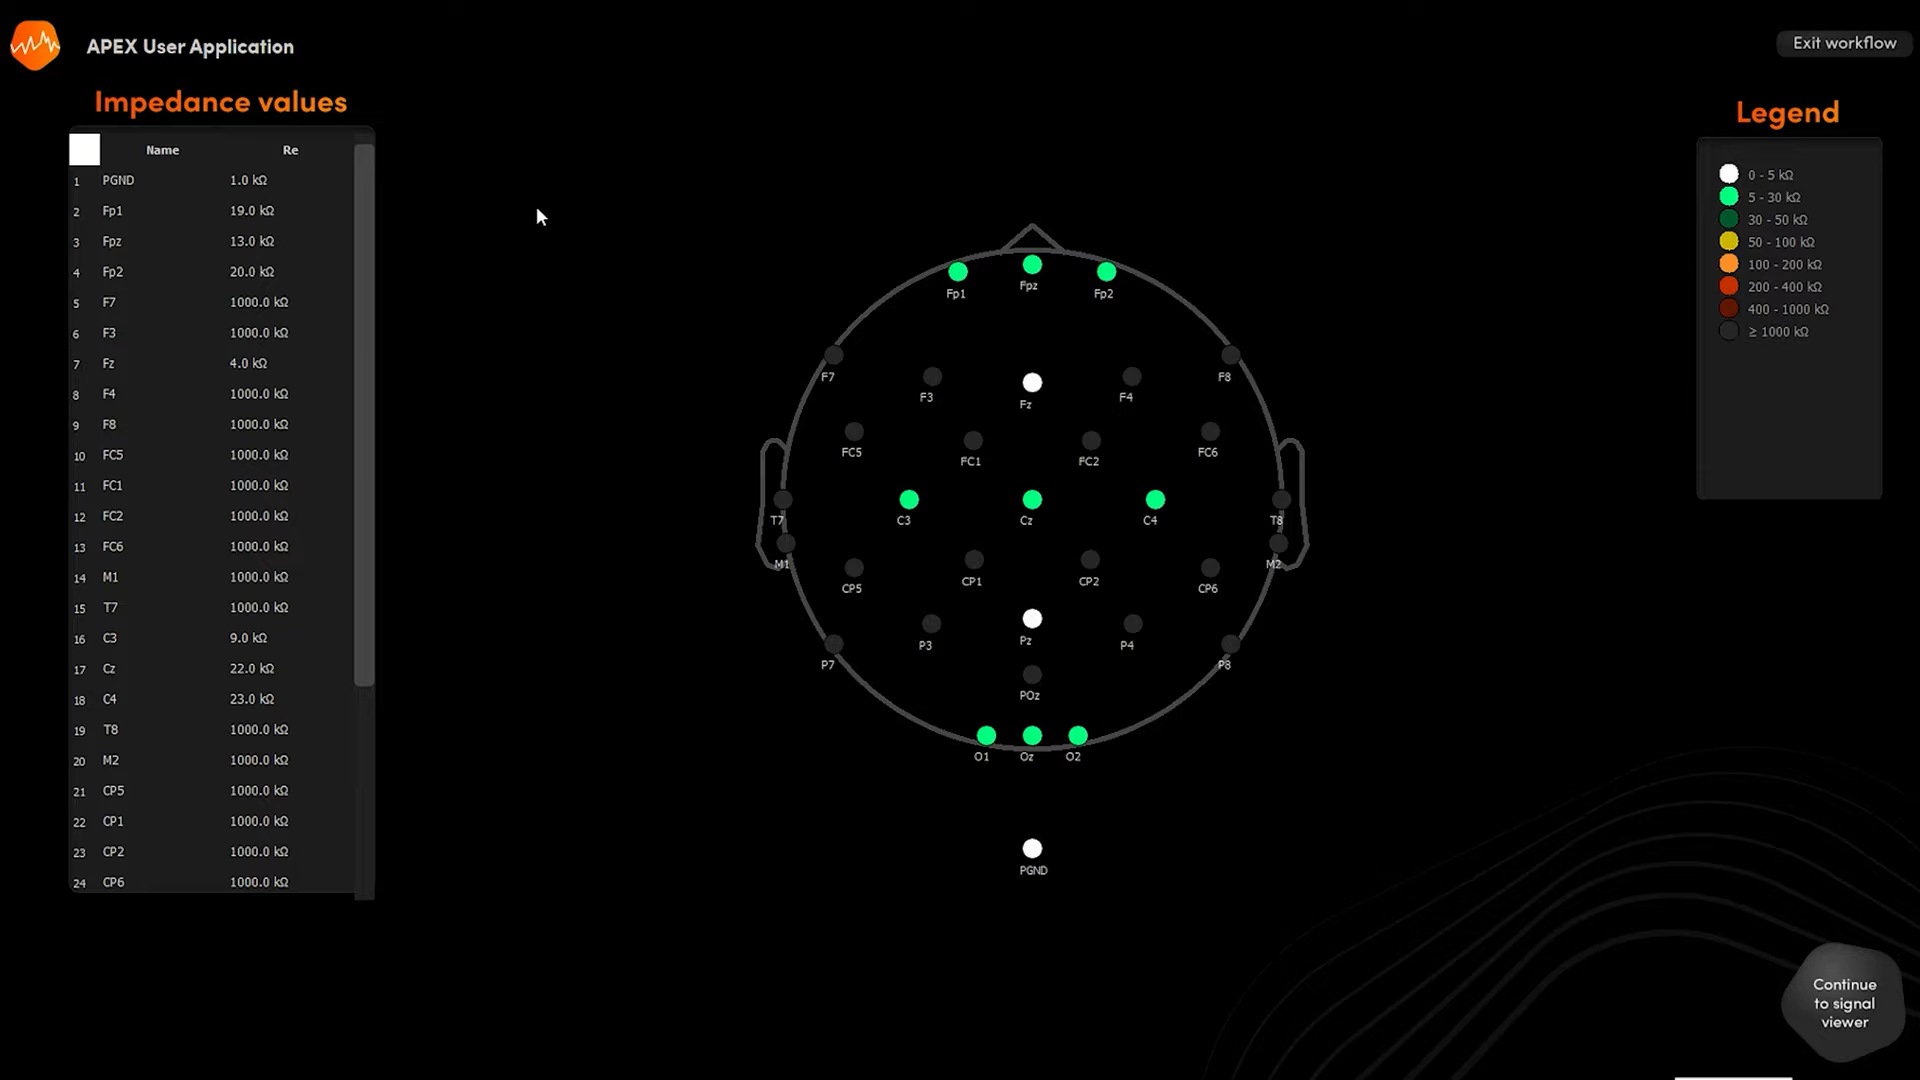 APEX User Application
Exit workflow
Impedance values
Name Re
1 PGND 1.0 kΩ
2 Fp1 19.0 kΩ
3 Fpz 13.0 kΩ
4 Fp2 20.0 kΩ
5 F7 1000.0 kΩ
6 F3 1000.0 kΩ
7 Fz 4.0 kΩ
8 F4 1000.0 kΩ
9 F8 1000.0 kΩ
10 FC5 1000.0 kΩ
11 FC1 1000.0 kΩ
12 FC2 1000.0 kΩ
13 FC6 1000.0 kΩ
14 M1 1000.0 kΩ
15 T7 1000.0 kΩ
16 C3 9.0 kΩ
17 Cz 22.0 kΩ
18 C4 23.0 kΩ
19 T8 1000.0 kΩ
20 M2 1000.0 kΩ
21 CP5 1000.0 kΩ
22 CP1 1000.0 kΩ
23 CP2 1000.0 kΩ
24 CP6 1000.0 kΩ
Fp1 Fpz Fp2
F7 F3 Fz F4 F8
FC5 FC1 FC2 FC6
T7 C3 Cz C4 T8
M1 M2
CP5 CP1 CP2 CP6
P7 P3 Pz P4 P8
POz
O1 Oz O2
PGND
Legend
0 - 5 kΩ
5 - 30 kΩ
30 - 50 kΩ
50 - 100 kΩ
100 - 200 kΩ
200 - 400 kΩ
400 - 1000 kΩ
≥ 1000 kΩ
Continue
to signal
viewer